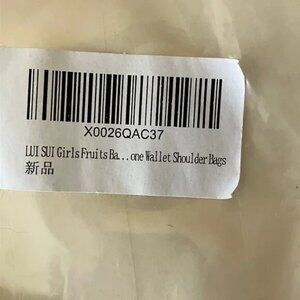 X0026QAC37
LUI SUI Girls Fruits Ba...one Wallet Shoulder Bags
新品